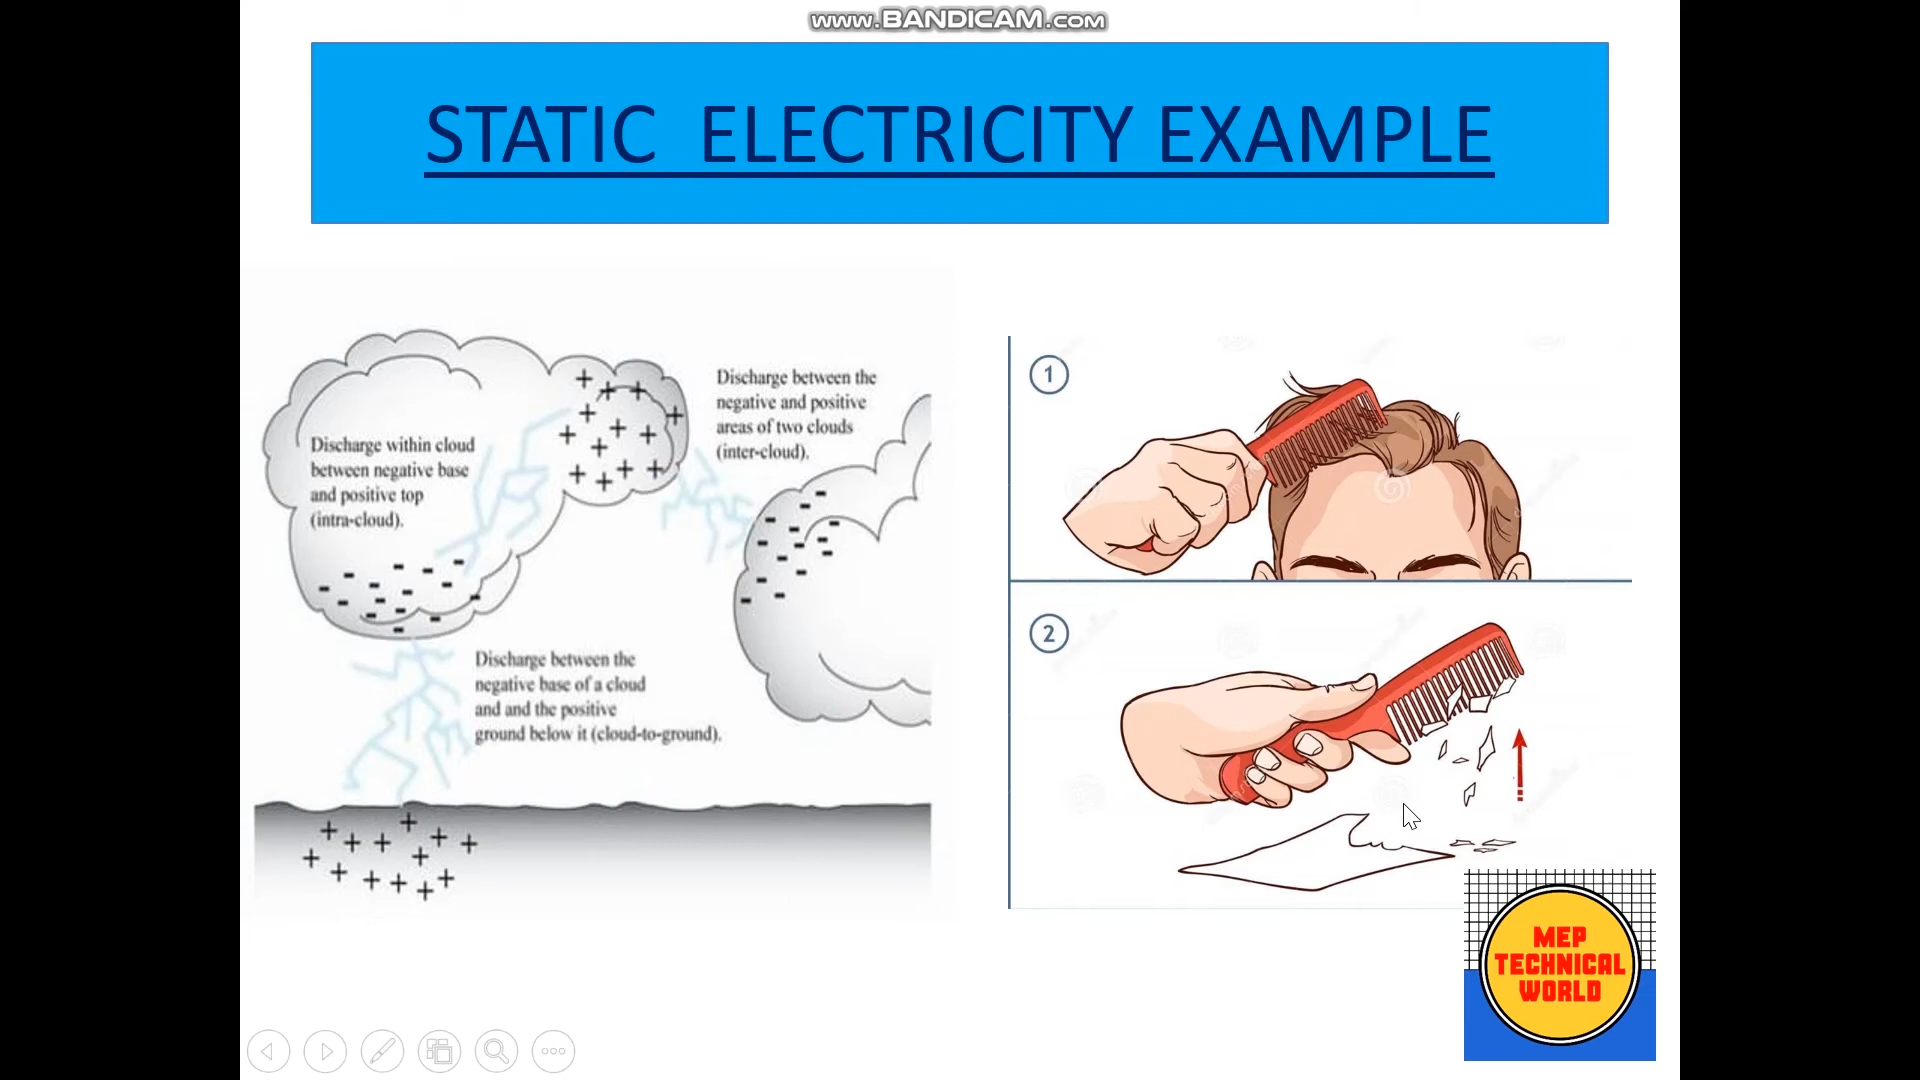 www.BANDICAM.com
STATIC  ELECTRICITY EXAMPLE
Discharge within cloud
between negative base
and positive top
(intra-cloud).
Discharge between the
negative and positive
areas of two clouds
(inter-cloud).
Discharge between the
negative base of a cloud
and and the positive
ground below it (cloud-to-ground).
1
2
MEP
TECHNICAL
WORLD